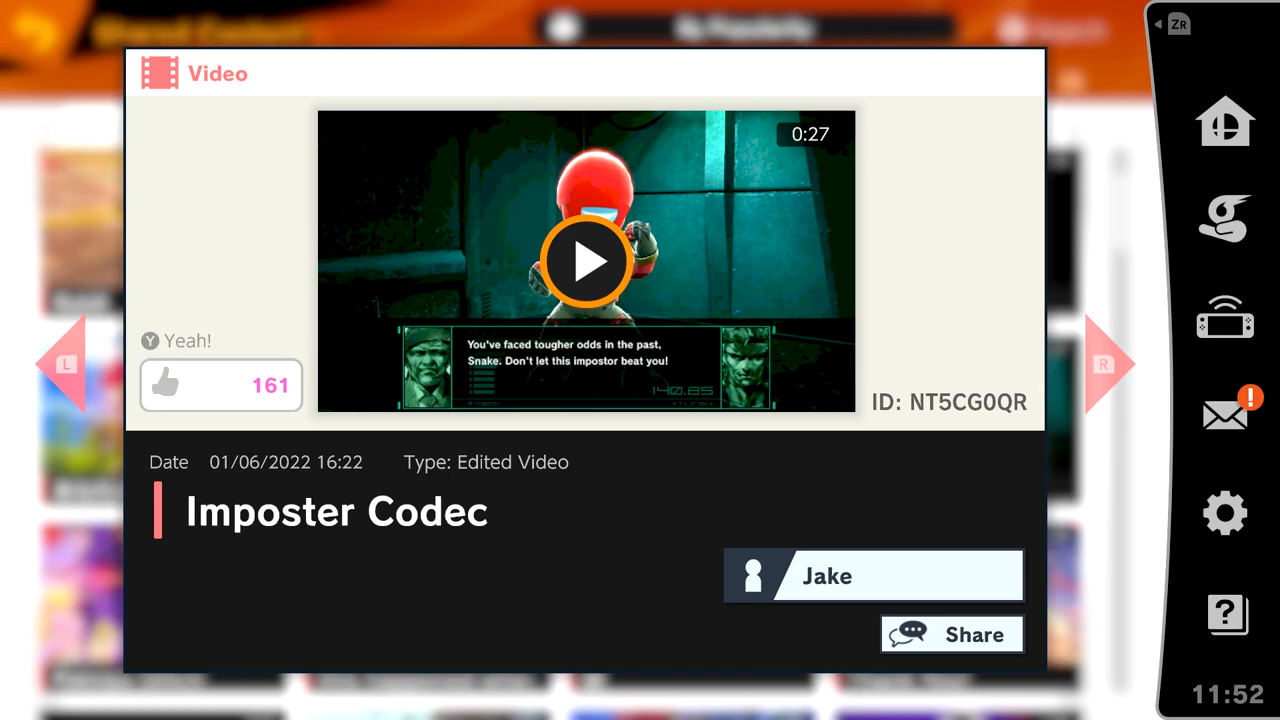 ZR
Video
0:27
You've faced tougher odds in the past,
Snake. Don't let this impostor beat you!
140.85
Y Yeah!
161
L
R
ID: NT5CG0QR
Date 01/06/2022 16:22 Type: Edited Video
Imposter Codec
Jake
Share
11:52